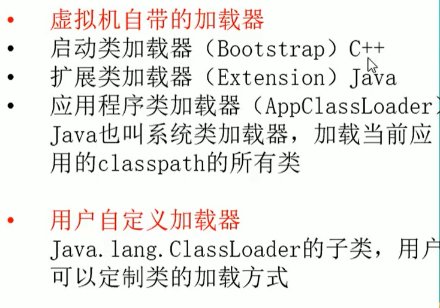 虚拟机自带的加载器
启动类加载器（Bootstrap）C++
扩展类加载器（Extension）Java
应用程序类加载器（AppClassLoader）
Java也叫系统类加载器，加载当前应
用的classpath的所有类
用户自定义加载器
Java.lang.ClassLoader的子类，用户
可以定制类的加载方式